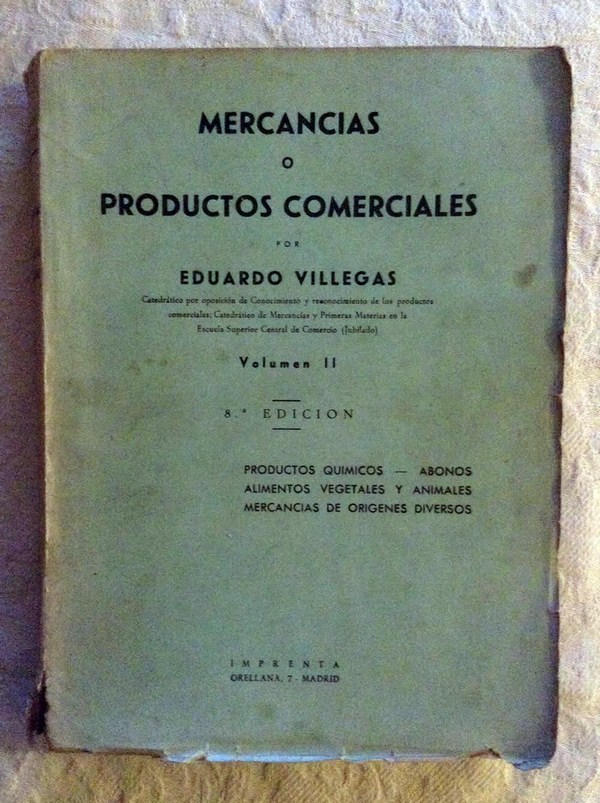 MERCANCIAS
O
PRODUCTOS COMERCIALES
POR
EDUARDO VILLEGAS
Catedrático por oposición de Conocimiento y reconocimiento de los productos
comerciales; Catedrático de Mercancías y Primeras Materias en la
Escuela Superior Central de Comercio (Jubilado)
Volumen II
8.ª EDICION
PRODUCTOS QUIMICOS — ABONOS
ALIMENTOS VEGETALES Y ANIMALES
MERCANCIAS DE ORIGENES DIVERSOS
IMPRENTA
ORELLANA, 7 - MADRID